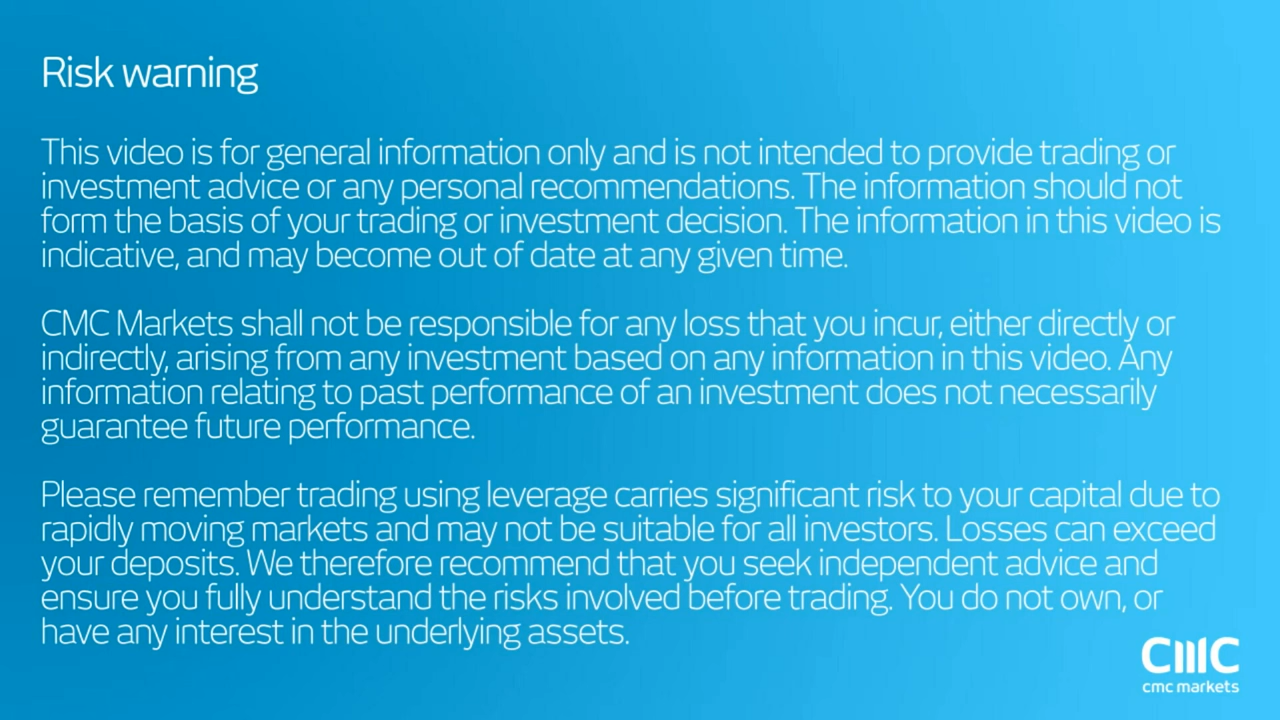 Risk warning
This video is for general information only and is not intended to provide trading or
investment advice or any personal recommendations. The information should not
form the basis of your trading or investment decision. The information in this video is
indicative, and may become out of date at any given time.
CMC Markets shall not be responsible for any loss that you incur, either directly or
indirectly, arising from any investment based on any information in this video. Any
information relating to past performance of an investment does not necessarily
guarantee future performance.
Please remember trading using leverage carries significant risk to your capital due to
rapidly moving markets and may not be suitable for all investors. Losses can exceed
your deposits. We therefore recommend that you seek independent advice and
ensure you fully understand the risks involved before trading. You do not own, or
have any interest in the underlying assets.
CMC
cmc markets